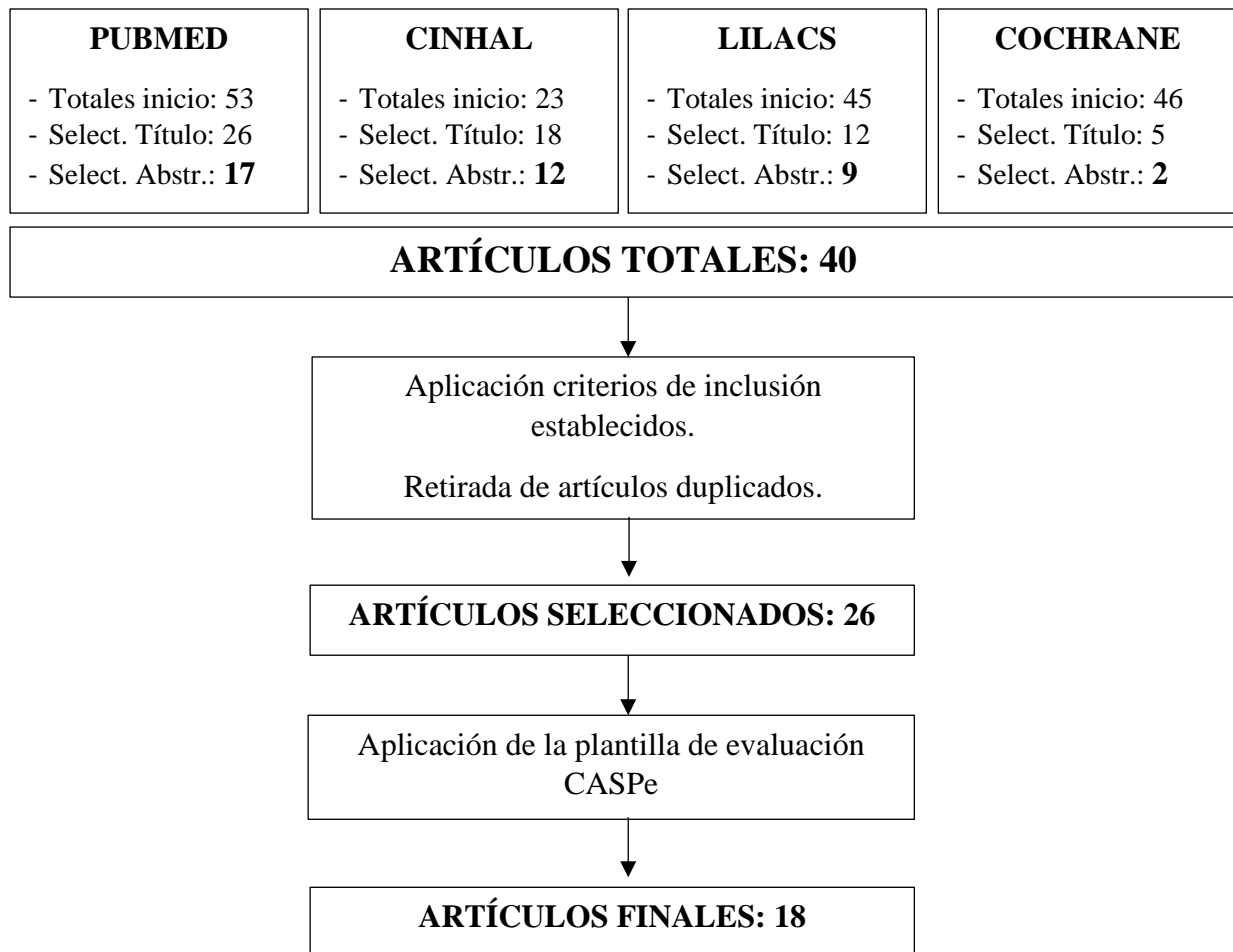 PUBMED
- Totales inicio: 53
- Select. Título: 26
- Select. Abstr.: 17
CINHAL
- Totales inicio: 23
- Select. Título: 18
- Select. Abstr.: 12
LILACS
- Totales inicio: 45
- Select. Título: 12
- Select. Abstr.: 9
COCHRANE
- Totales inicio: 46
- Select. Título: 5
- Select. Abstr.: 2
ARTÍCULOS TOTALES: 40
Aplicación criterios de inclusión
establecidos.
Retirada de artículos duplicados.
ARTÍCULOS SELECCIONADOS: 26
Aplicación de la plantilla de evaluación
CASPe
ARTÍCULOS FINALES: 18